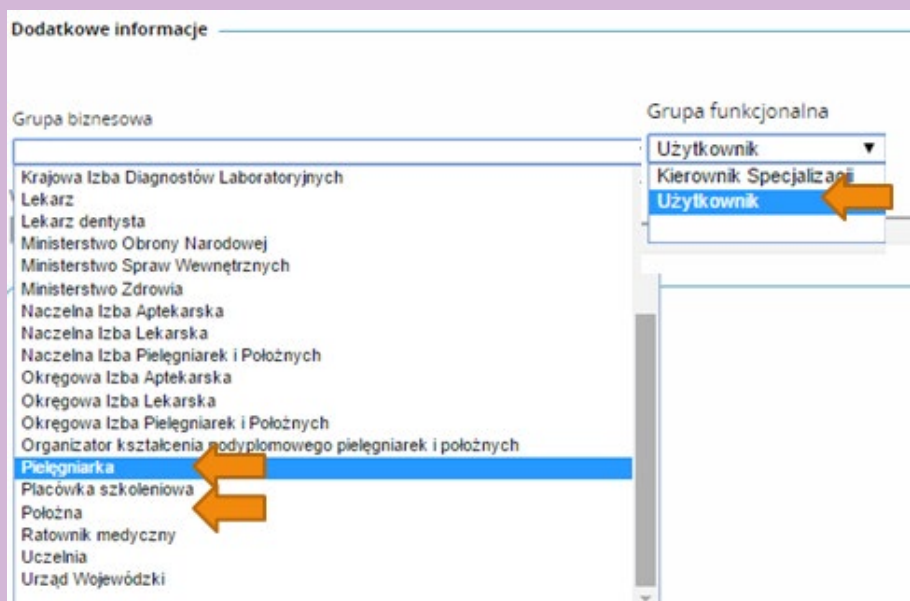 Dodatkowe informacje
Grupa biznesowa
Krajowa Izba Diagnostów Laboratoryjnych
Lekarz
Lekarz dentysta
Ministerstwo Obrony Narodowej
Ministerstwo Spraw Wewnętrznych
Ministerstwo Zdrowia
Naczelna Izba Aptekarska
Naczelna Izba Lekarska
Naczelna Izba Pielęgniarek i Położnych
Okręgowa Izba Aptekarska
Okręgowa Izba Lekarska
Okręgowa Izba Pielęgniarek i Położnych
Organizator kształcenia podyplomowego pielęgniarek i położnych
Pielęgniarka
Placówka szkoleniowa
Położna
Ratownik medyczny
Uczelnia
Urząd Wojewódzki
Grupa funkcjonalna
Użytkownik
Kierownik Specjalizacji
Użytkownik